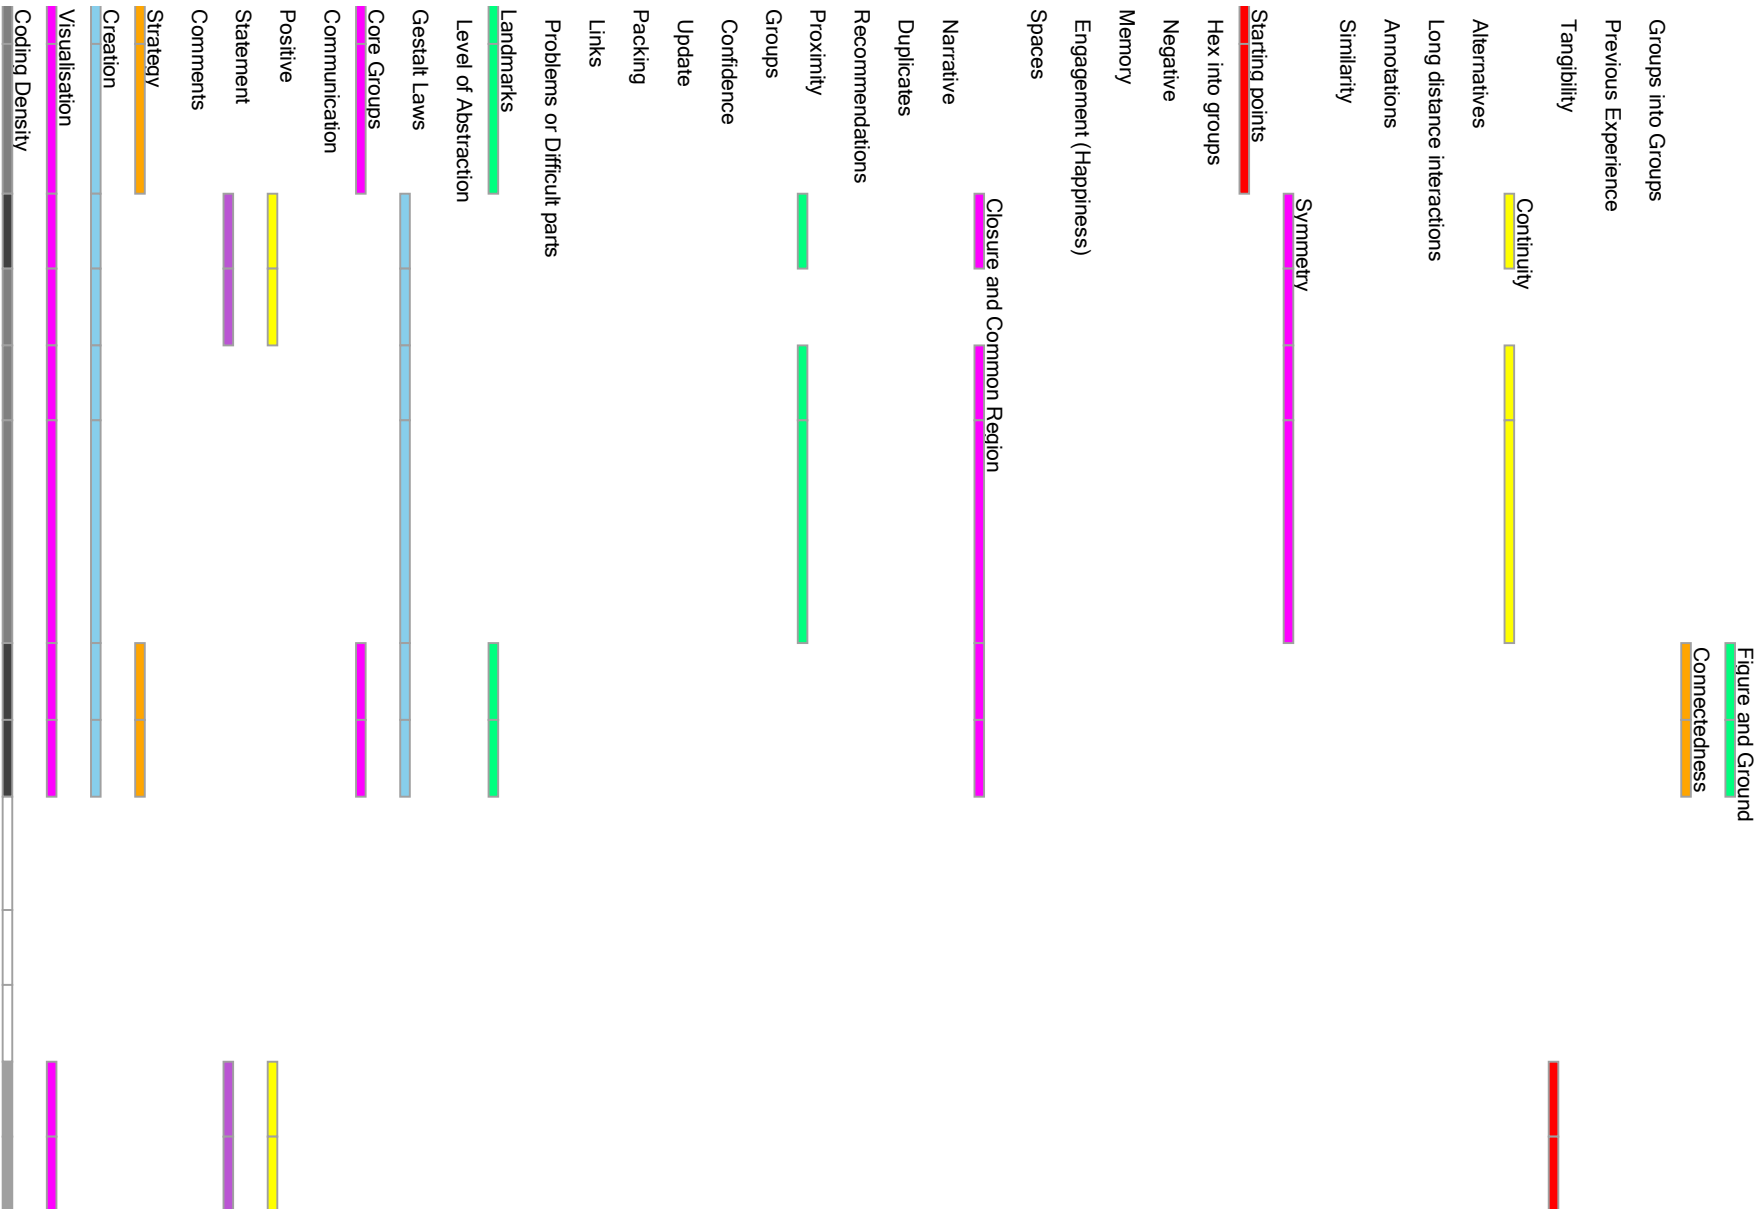 Coding Density
Visualisation
Creation
Strategy
Comments
Statement
Positive
Communication
Core Groups
Gestalt Laws
Level of Abstraction
Landmarks
Problems or Difficult parts
Links
Packing
Update
Confidence
Groups
Proximity
Recommendations
Duplicates
Narrative
Closure and Common Region
Spaces
Engagement (Happiness)
Memory
Negative
Hex into groups
Starting points
Symmetry
Similarity
Annotations
Long distance interactions
Alternatives
Continuity
Tangibility
Previous Experience
Groups into Groups
Connectedness
Figure and Ground